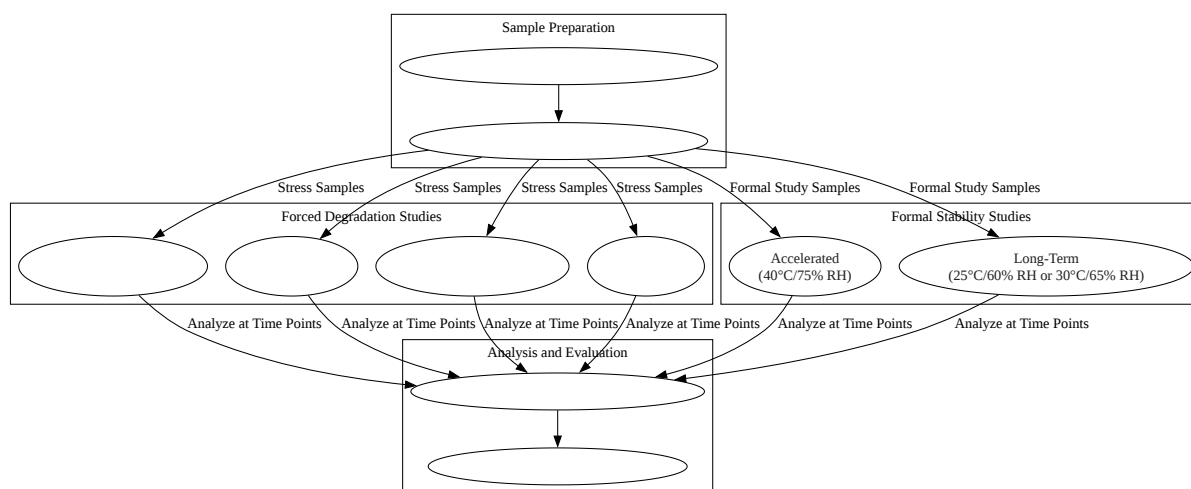 Sample Preparation
Stress Samples
Stress Samples
Stress Samples
Stress Samples
Formal Study Samples
Formal Study Samples
Forced Degradation Studies
Formal Stability Studies
Accelerated
(40°C/75% RH)
Long-Term
(25°C/60% RH or 30°C/65% RH)
Analyze at Time Points
Analyze at Time Points
Analyze at Time Points
Analyze at Time Points
Analyze at Time Points
Analyze at Time Points
Analysis and Evaluation